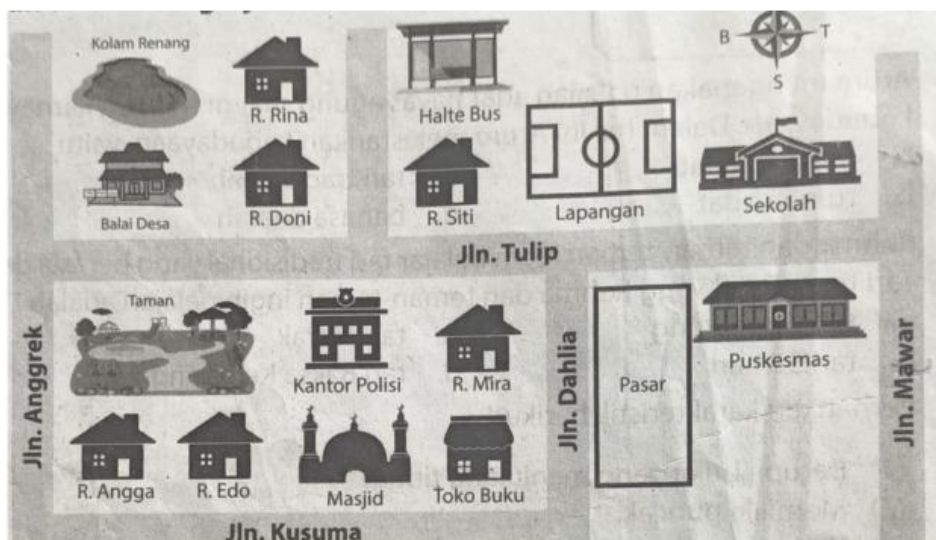 Kolam Renang
R. Rina
Halte Bus
B
T
S
Balai Desa
R. Doni
R. Siti
Lapangan
Sekolah
Jln. Tulip
Jln. Anggrek
Taman
Kantor Polisi
R. Mira
Jln. Dahlia
Pasar
Puskesmas
Jln. Mawar
R. Angga
R. Edo
Masjid
Toko Buku
Jln. Kusuma